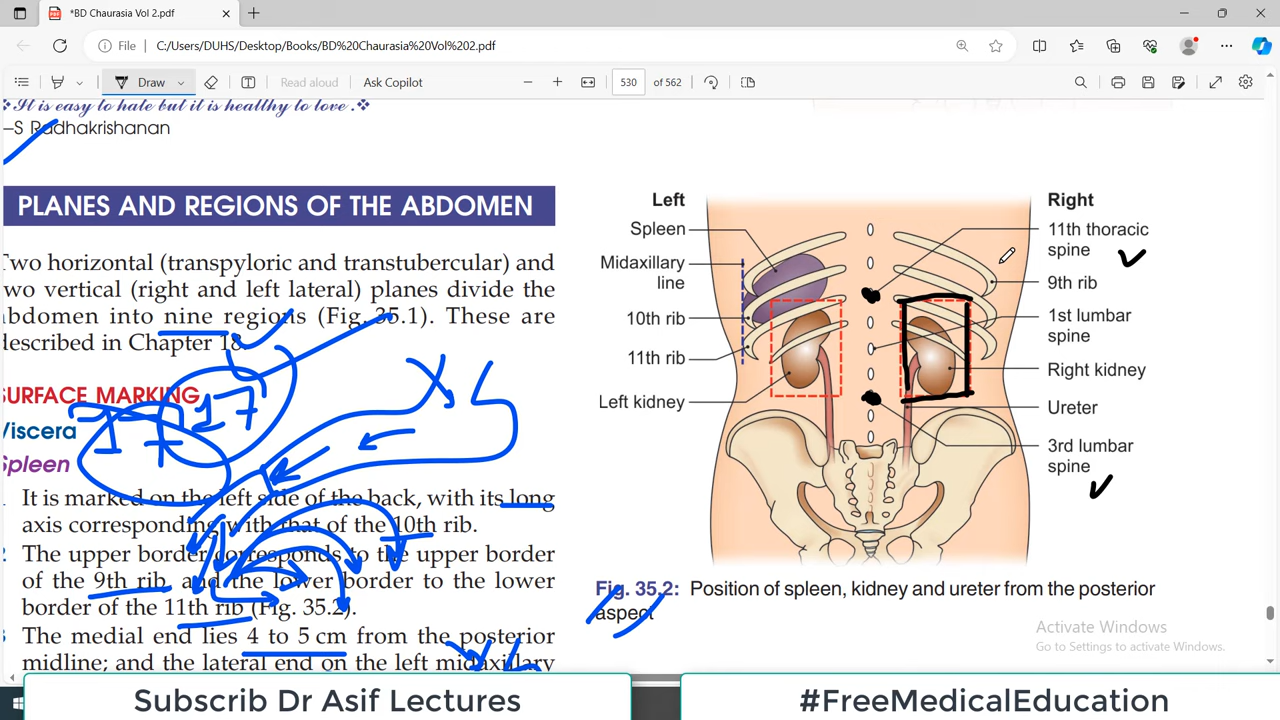 *BD Chaurasia Vol 2.pdf
File
C:/Users/DUHS/Desktop/Books/BD%20Chaurasia%20Vol%202.pdf
Draw
Read aloud
Ask Copilot
530
of 562
It is easy to hate but it is healthy to love.
—S Radhakrishanan
PLANES AND REGIONS OF THE ABDOMEN
Two horizontal (transpyloric and transtubercular) and
two vertical (right and left lateral) planes divide the
abdomen into nine regions (Fig. 35.1). These are
described in Chapter 18.
SURFACE MARKING
Viscera
Spleen
It is marked on the left side of the back, with its long
axis corresponding with that of the 10th rib.
2 The upper border corresponds to the upper border
of the 9th rib, and the lower border to the lower
border of the 11th rib (Fig. 35.2).
3 The medial end lies 4 to 5 cm from the posterior
midline; and the lateral end on the left midaxillary
17
Left
Spleen
Midaxillary
line
10th rib
11th rib
Left kidney
Right
11th thoracic
spine
9th rib
1st lumbar
spine
Right kidney
Ureter
3rd lumbar
spine
Fig. 35.2: Position of spleen, kidney and ureter from the posterior
aspect
Activate Windows
Go to Settings to activate Windows.
Subscrib Dr Asif Lectures
#FreeMedicalEducation